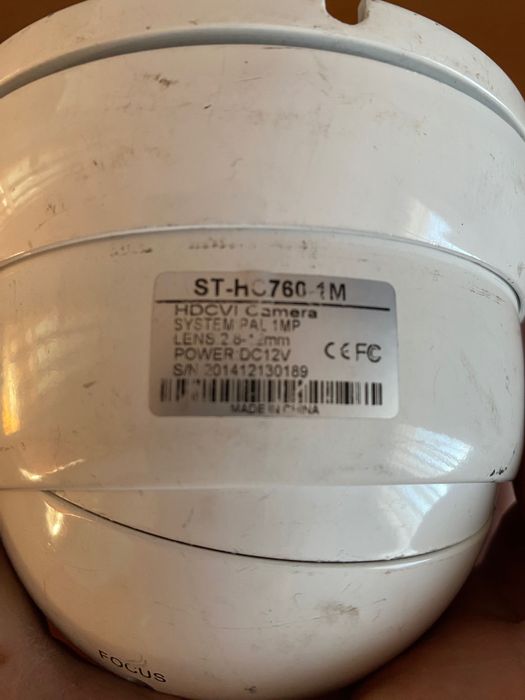 ST-HC760-1M
HDCVI Camera
SYSTEM:PAL 1MP
LENS:2.8-12mm
POWER:DC12V
CE FC
S/N:201412130189
MADE IN CHINA
FOCUS